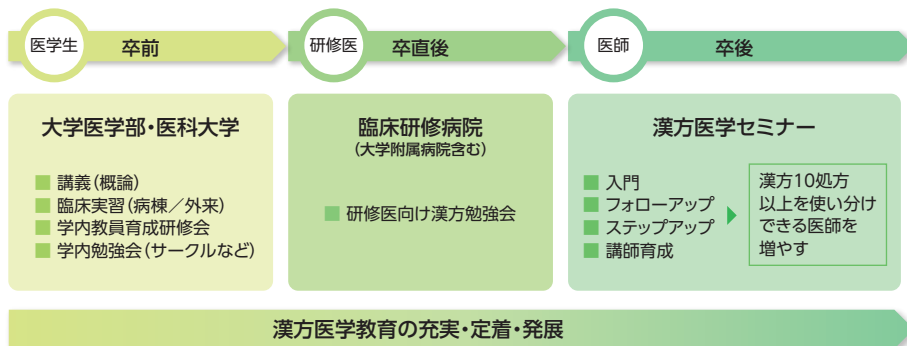 医学生
卒前
研修医
卒直後
医師
卒後
大学医学部・医科大学
■ 講義(概論)
■ 臨床実習(病棟／外来)
■ 学内教員育成研修会
■ 学内勉強会(サークルなど)
臨床研修病院
(大学附属病院含む)
■ 研修医向け漢方勉強会
漢方医学セミナー
■ 入門
■ フォローアップ
■ ステップアップ
■ 講師育成
漢方10処方
以上を使い分け
できる医師を
増やす
漢方医学教育の充実・定着・発展